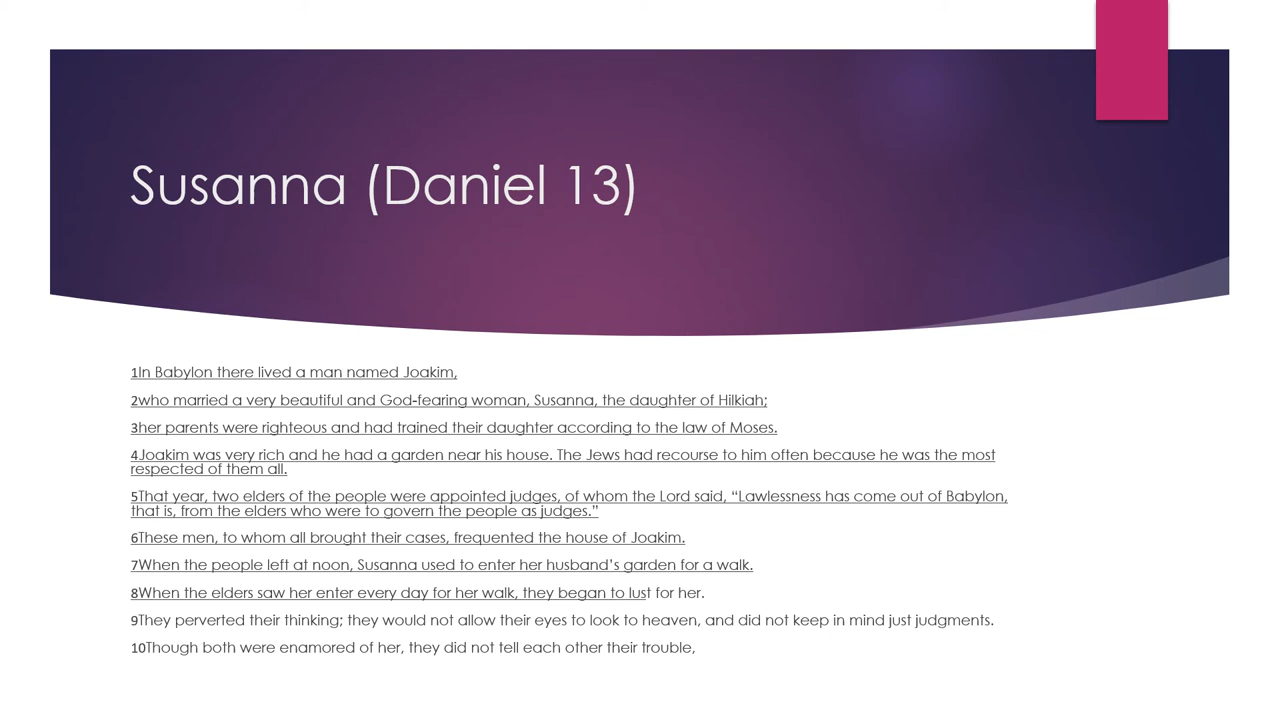 Susanna (Daniel 13)
1In Babylon there lived a man named Joakim,
2who married a very beautiful and God-fearing woman, Susanna, the daughter of Hilkiah;
3her parents were righteous and had trained their daughter according to the law of Moses.
4Joakim was very rich and he had a garden near his house. The Jews had recourse to him often because he was the most
respected of them all.
5That year, two elders of the people were appointed judges, of whom the Lord said, “Lawlessness has come out of Babylon,
that is, from the elders who were to govern the people as judges.”
6These men, to whom all brought their cases, frequented the house of Joakim.
7When the people left at noon, Susanna used to enter her husband’s garden for a walk.
8When the elders saw her enter every day for her walk, they began to lust for her.
9They perverted their thinking; they would not allow their eyes to look to heaven, and did not keep in mind just judgments.
10Though both were enamored of her, they did not tell each other their trouble,